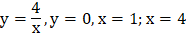 y = 4/x, y = 0, x = 1; x = 4